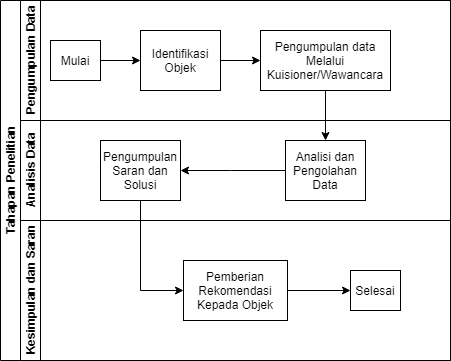 Tahapan Penelitian
Pengumpulan Data
Mulai
Identifikasi
Objek
Pengumpulan data
Melalui
Kuisioner/Wawancara
Analisis Data
Pengumpulan
Saran dan
Solusi
Analisi dan
Pengolahan
Data
Kesimpulan dan Saran
Pemberian
Rekomendasi
Kepada Objek
Selesai